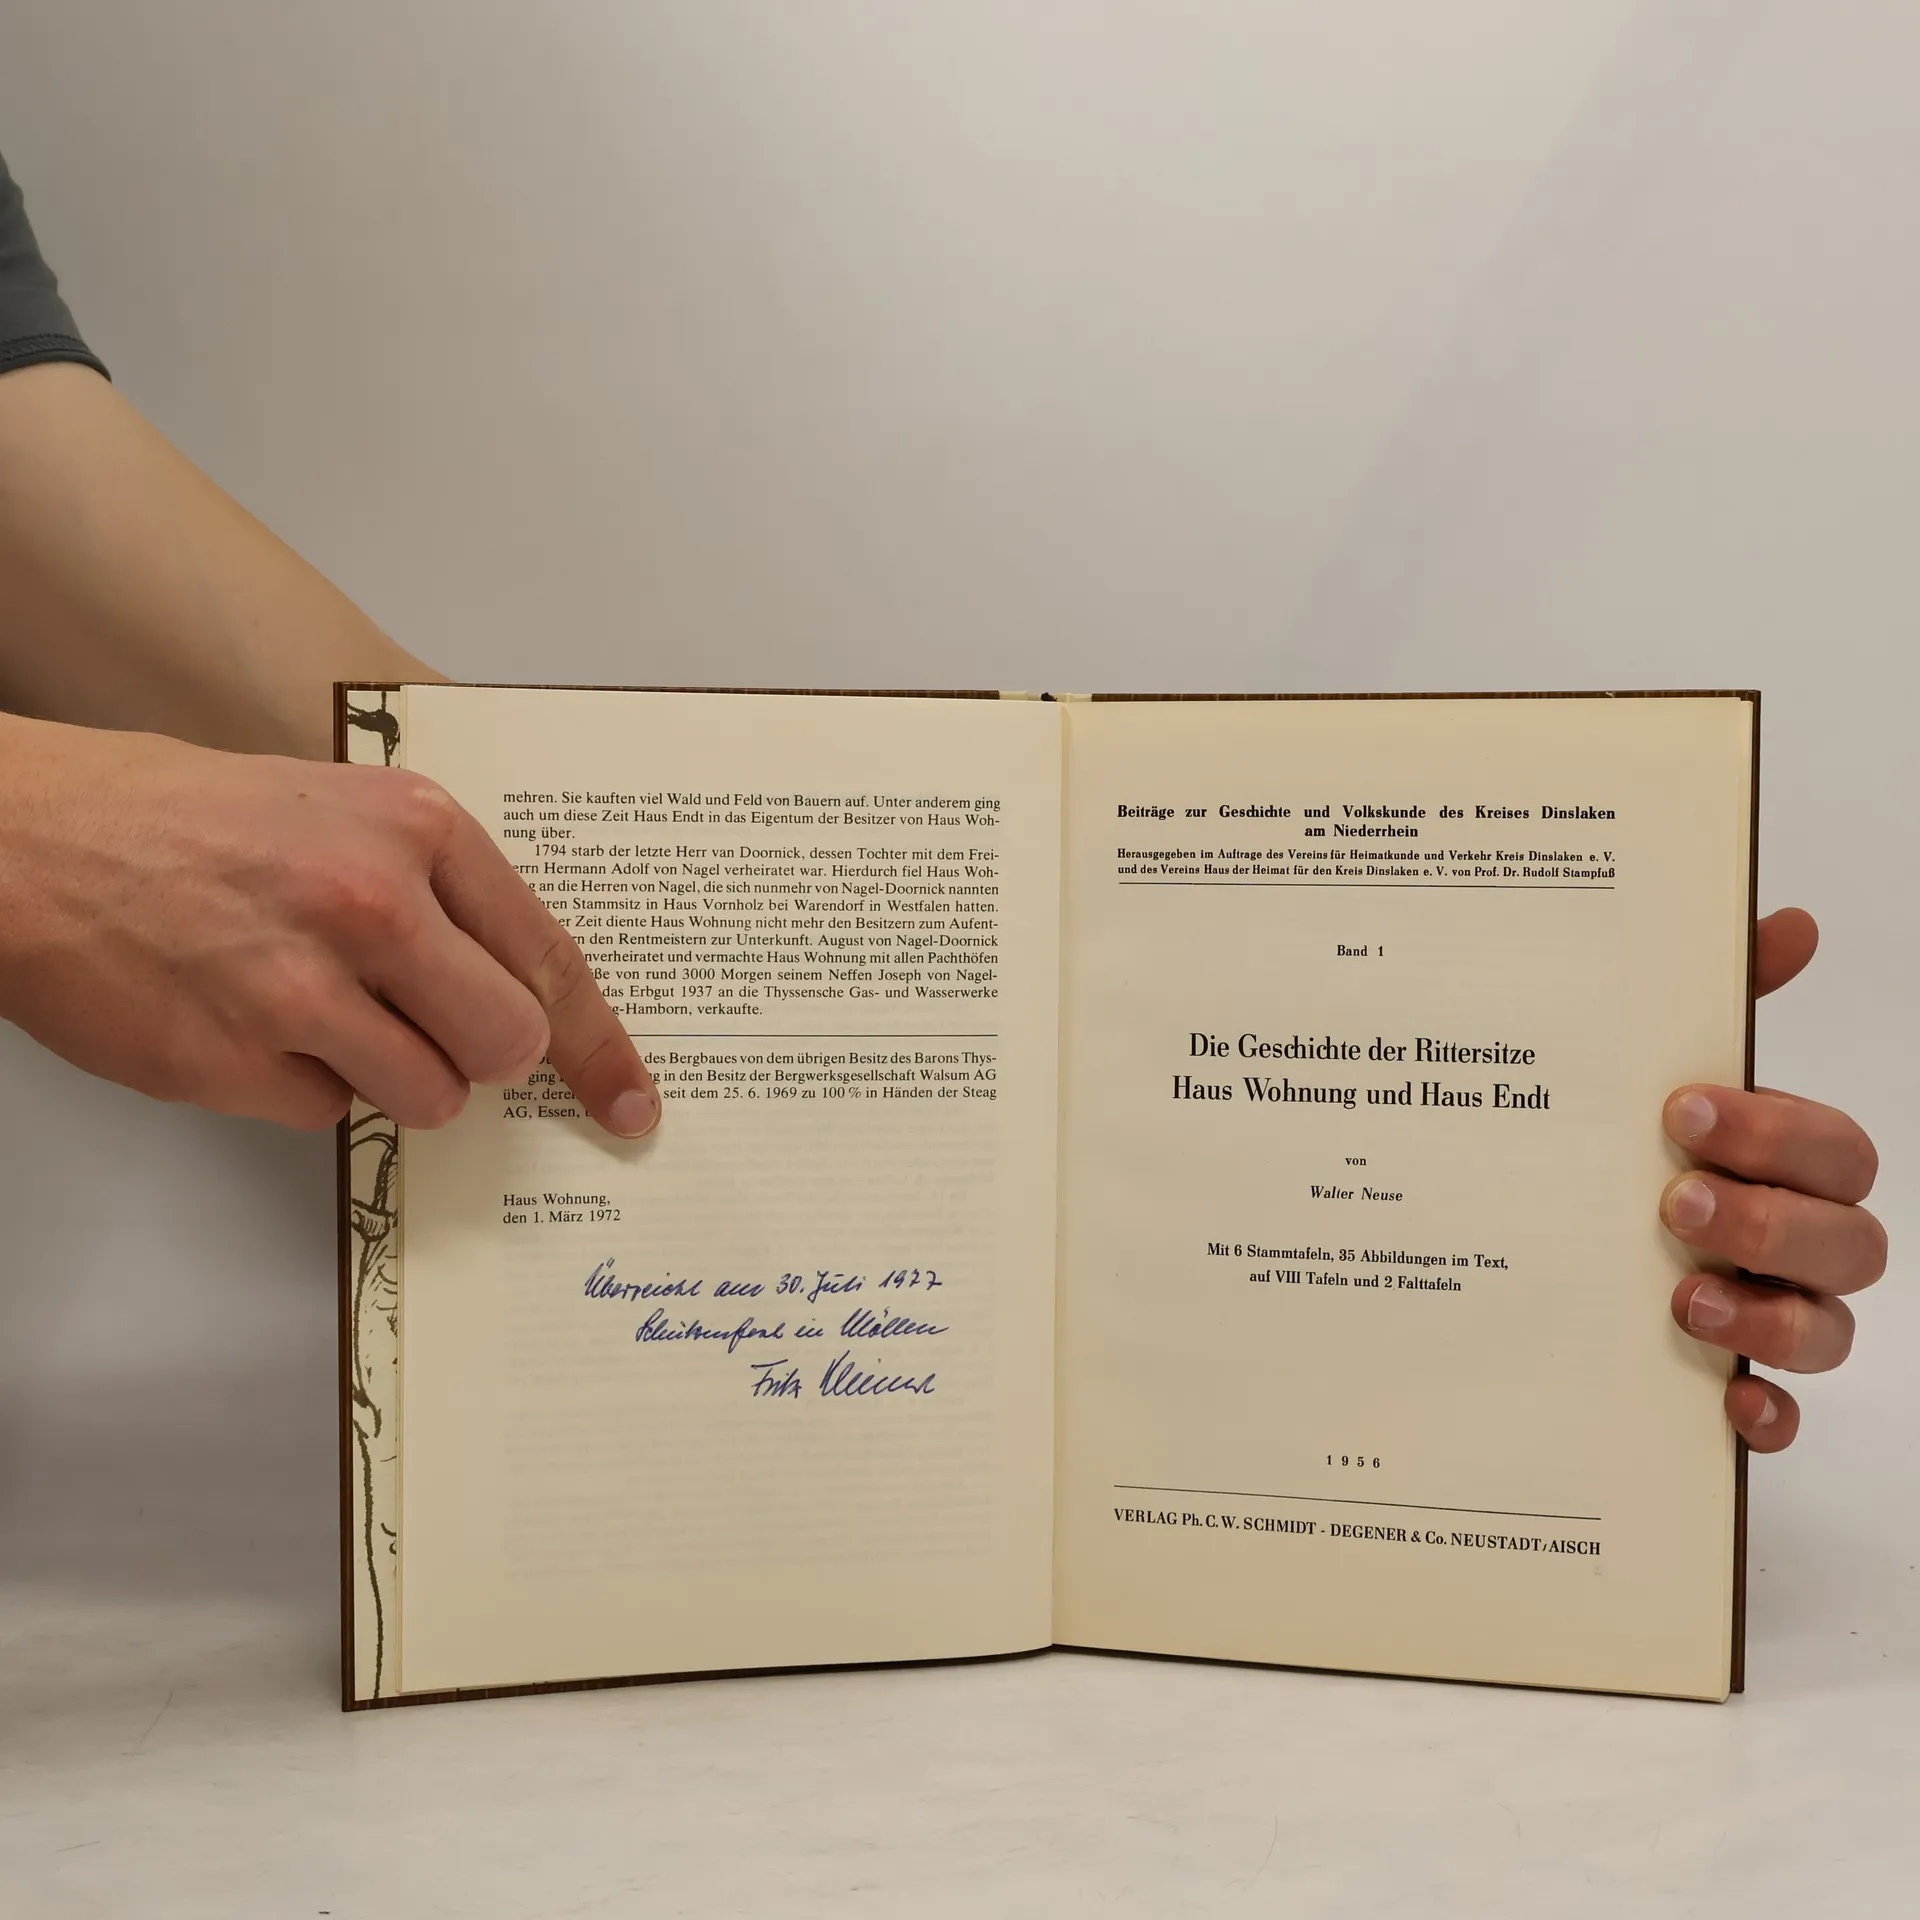 mehren. Sie kauften viel Wald und Feld von Bauern auf. Unter anderem ging
auch um diese Zeit Haus Endt in das Eigentum der Besitzer von Haus Woh-
nung über.
1794 starb der letzte Herr van Doornick, dessen Tochter mit dem Frei-
Hermann Adolf von Nagel verheiratet war. Hierdurch fiel Haus Woh-
an die Herren von Nagel, die sich nunmehr von Nagel-Doornick nannten
Stammsitz in Haus Vornholz bei Warendorf in Westfalen hatten.
Zeit diente Haus Wohnung nicht mehr den Besitzern zum Aufent-
den Rentmeistern zur Unterkunft. August von Nagel-Doornick
und vermachte Haus Wohnung mit allen Pachthöfen
von rund 3000 Morgen seinem Neffen Joseph von Nagel-
das Erbgut 1937 an die Thyssensche Gas- und Wasserwerke
-Hamborn, verkaufte.
des Bergbaues von dem übrigen Besitz des Barons Thys-
ging in den Besitz der Bergwerksgesellschaft Walsum AG
über, seit dem 25. 6. 1969 zu 100 % in Händen der Steag
AG, Essen,
Haus Wohnung,
den 1. März 1972
Überreicht am 30. Juli 1977
Schützenfest in Möllen
Fritz
Beiträge zur Geschichte und Volkskunde des Kreises Dinslaken
am Niederrhein
Herausgegeben im Auftrage des Vereins für Heimatkunde und Verkehr Kreis Dinslaken e. V.
und des Vereins Haus der Heimat für den Kreis Dinslaken e. V. von Prof. Dr. Rudolf Stampfuß
Band 1
Die Geschichte der Rittersitze
Haus Wohnung und Haus Endt
von
Walter Neuse
Mit 6 Stammtafeln, 35 Abbildungen im Text,
auf VIII Tafeln und 2 Falttafeln
1956
VERLAG Ph. C. W. SCHMIDT - DEGENER & Co. NEUSTADT/AISCH